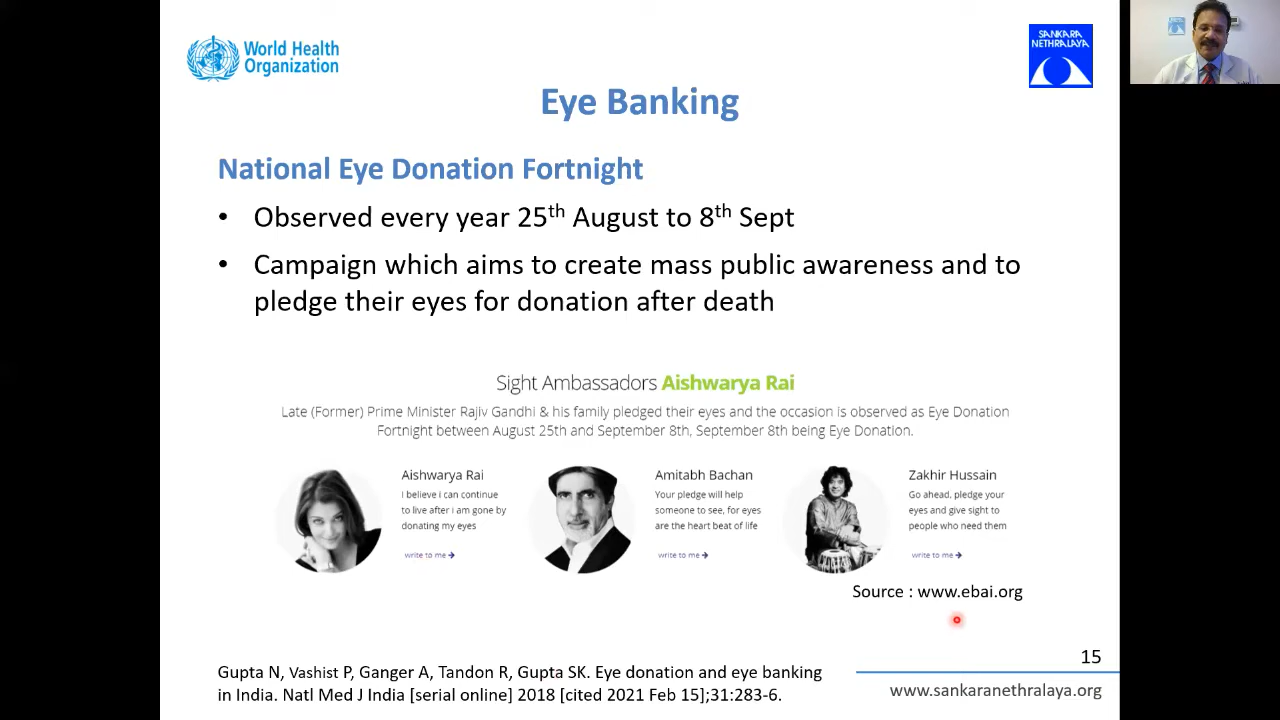 World Health
Organization
SANKARA
NETHRALAYA
Eye Banking
National Eye Donation Fortnight
• Observed every year 25th August to 8th Sept
• Campaign which aims to create mass public awareness and to
pledge their eyes for donation after death
Sight Ambassadors Aishwarya Rai
Late (Former) Prime Minister Rajiv Gandhi & his family pledged their eyes and the occasion is observed as Eye Donation
Fortnight between August 25th and September 8th, September 8th being Eye Donation.
Aishwarya Rai
I believe i can continue
to live after i am gone by
donating my eyes
write to me →
Amitabh Bachan
Your pledge will help
someone to see, for eyes
are the heart beat of life
write to me →
Zakhir Hussain
Go ahead, pledge your
eyes and give sight to
people who need them
write to me →
Source : www.ebai.org
Gupta N, Vashist P, Ganger A, Tandon R, Gupta SK. Eye donation and eye banking
in India. Natl Med J India [serial online] 2018 [cited 2021 Feb 15];31:283-6.
15
www.sankaranethralaya.org